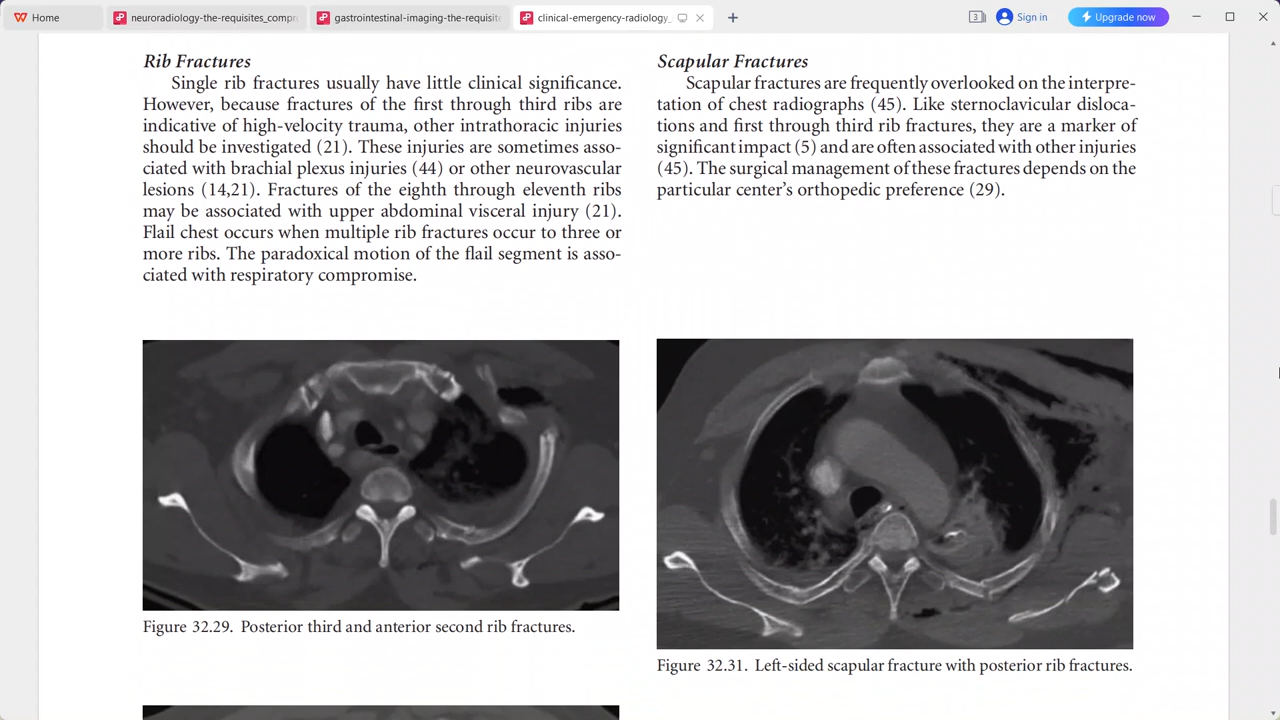 Home
neuroradiology-the-requisites_compr
gastrointestinal-imaging-the-requisite
clinical-emergency-radiology_
3
Sign in
Upgrade now
Rib Fractures
Single rib fractures usually have little clinical significance.
However, because fractures of the first through third ribs are
indicative of high-velocity trauma, other intrathoracic injuries
should be investigated (21). These injuries are sometimes asso-
ciated with brachial plexus injuries (44) or other neurovascular
lesions (14,21). Fractures of the eighth through eleventh ribs
may be associated with upper abdominal visceral injury (21).
Flail chest occurs when multiple rib fractures occur to three or
more ribs. The paradoxical motion of the flail segment is asso-
ciated with respiratory compromise.
Figure 32.29. Posterior third and anterior second rib fractures.
Scapular Fractures
Scapular fractures are frequently overlooked on the interpre-
tation of chest radiographs (45). Like sternoclavicular disloca-
tions and first through third rib fractures, they are a marker of
significant impact (5) and are often associated with other injuries
(45). The surgical management of these fractures depends on the
particular center's orthopedic preference (29).
Figure 32.31. Left-sided scapular fracture with posterior rib fractures.